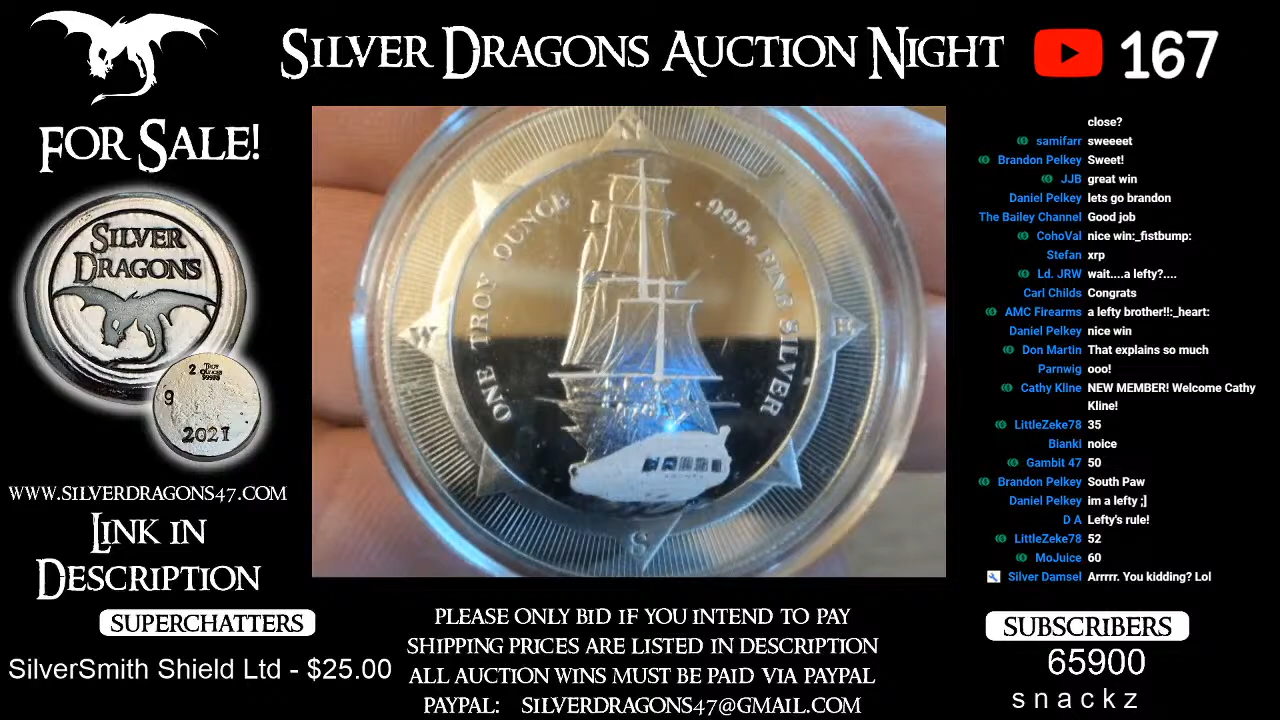 SILVER DRAGONS AUCTION NIGHT
167
FOR SALE!
SILVER
DRAGONS
2 TROY
OUNCES
9
2021
WWW.SILVERDRAGONS47.COM
LINK IN
DESCRIPTION
SUPERCHATTERS
SilverSmith Shield Ltd - $25.00
N
ONE TROY OUNCE
.999+ FINE SILVER
W
E
S
close?
samifarr sweeeet
Brandon Pelkey Sweet!
JJB great win
Daniel Pelkey lets go brandon
The Bailey Channel Good job
CohoVal nice win:_fistbump:
Stefan xrp
Ld. JRW wait....a lefty?....
Carl Childs Congrats
AMC Firearms a lefty brother!!:_heart:
Daniel Pelkey nice win
Don Martin That explains so much
Parnwig ooo!
Cathy Kline NEW MEMBER! Welcome Cathy
Kline!
LittleZeke78 35
Bianki noice
Gambit 47 50
Brandon Pelkey South Paw
Daniel Pelkey im a lefty ;]
D A Lefty's rule!
LittleZeke78 52
MoJuice 60
Silver Damsel Arrrrr. You kidding? Lol
PLEASE ONLY BID IF YOU INTEND TO PAY
SHIPPING PRICES ARE LISTED IN DESCRIPTION
ALL AUCTION WINS MUST BE PAID VIA PAYPAL
PAYPAL: SILVERDRAGONS47@GMAIL.COM
SUBSCRIBERS
65900
snackz